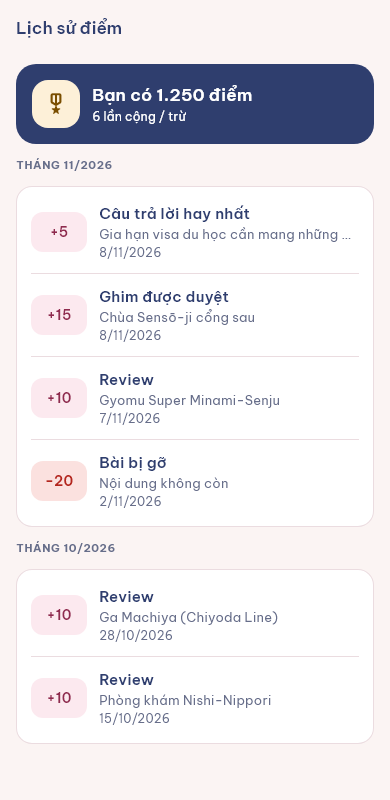 Lịch sử điểm
Bạn có 1.250 điểm
6 lần cộng / trừ
THÁNG 11/2026
+5
Câu trả lời hay nhất
Gia hạn visa du học cần mang những ...
8/11/2026
+15
Ghim được duyệt
Chùa Sensō-ji cổng sau
8/11/2026
+10
Review
Gyomu Super Minami-Senju
7/11/2026
-20
Bài bị gỡ
Nội dung không còn
2/11/2026
THÁNG 10/2026
+10
Review
Ga Machiya (Chiyoda Line)
28/10/2026
+10
Review
Phòng khám Nishi-Nippori
15/10/2026